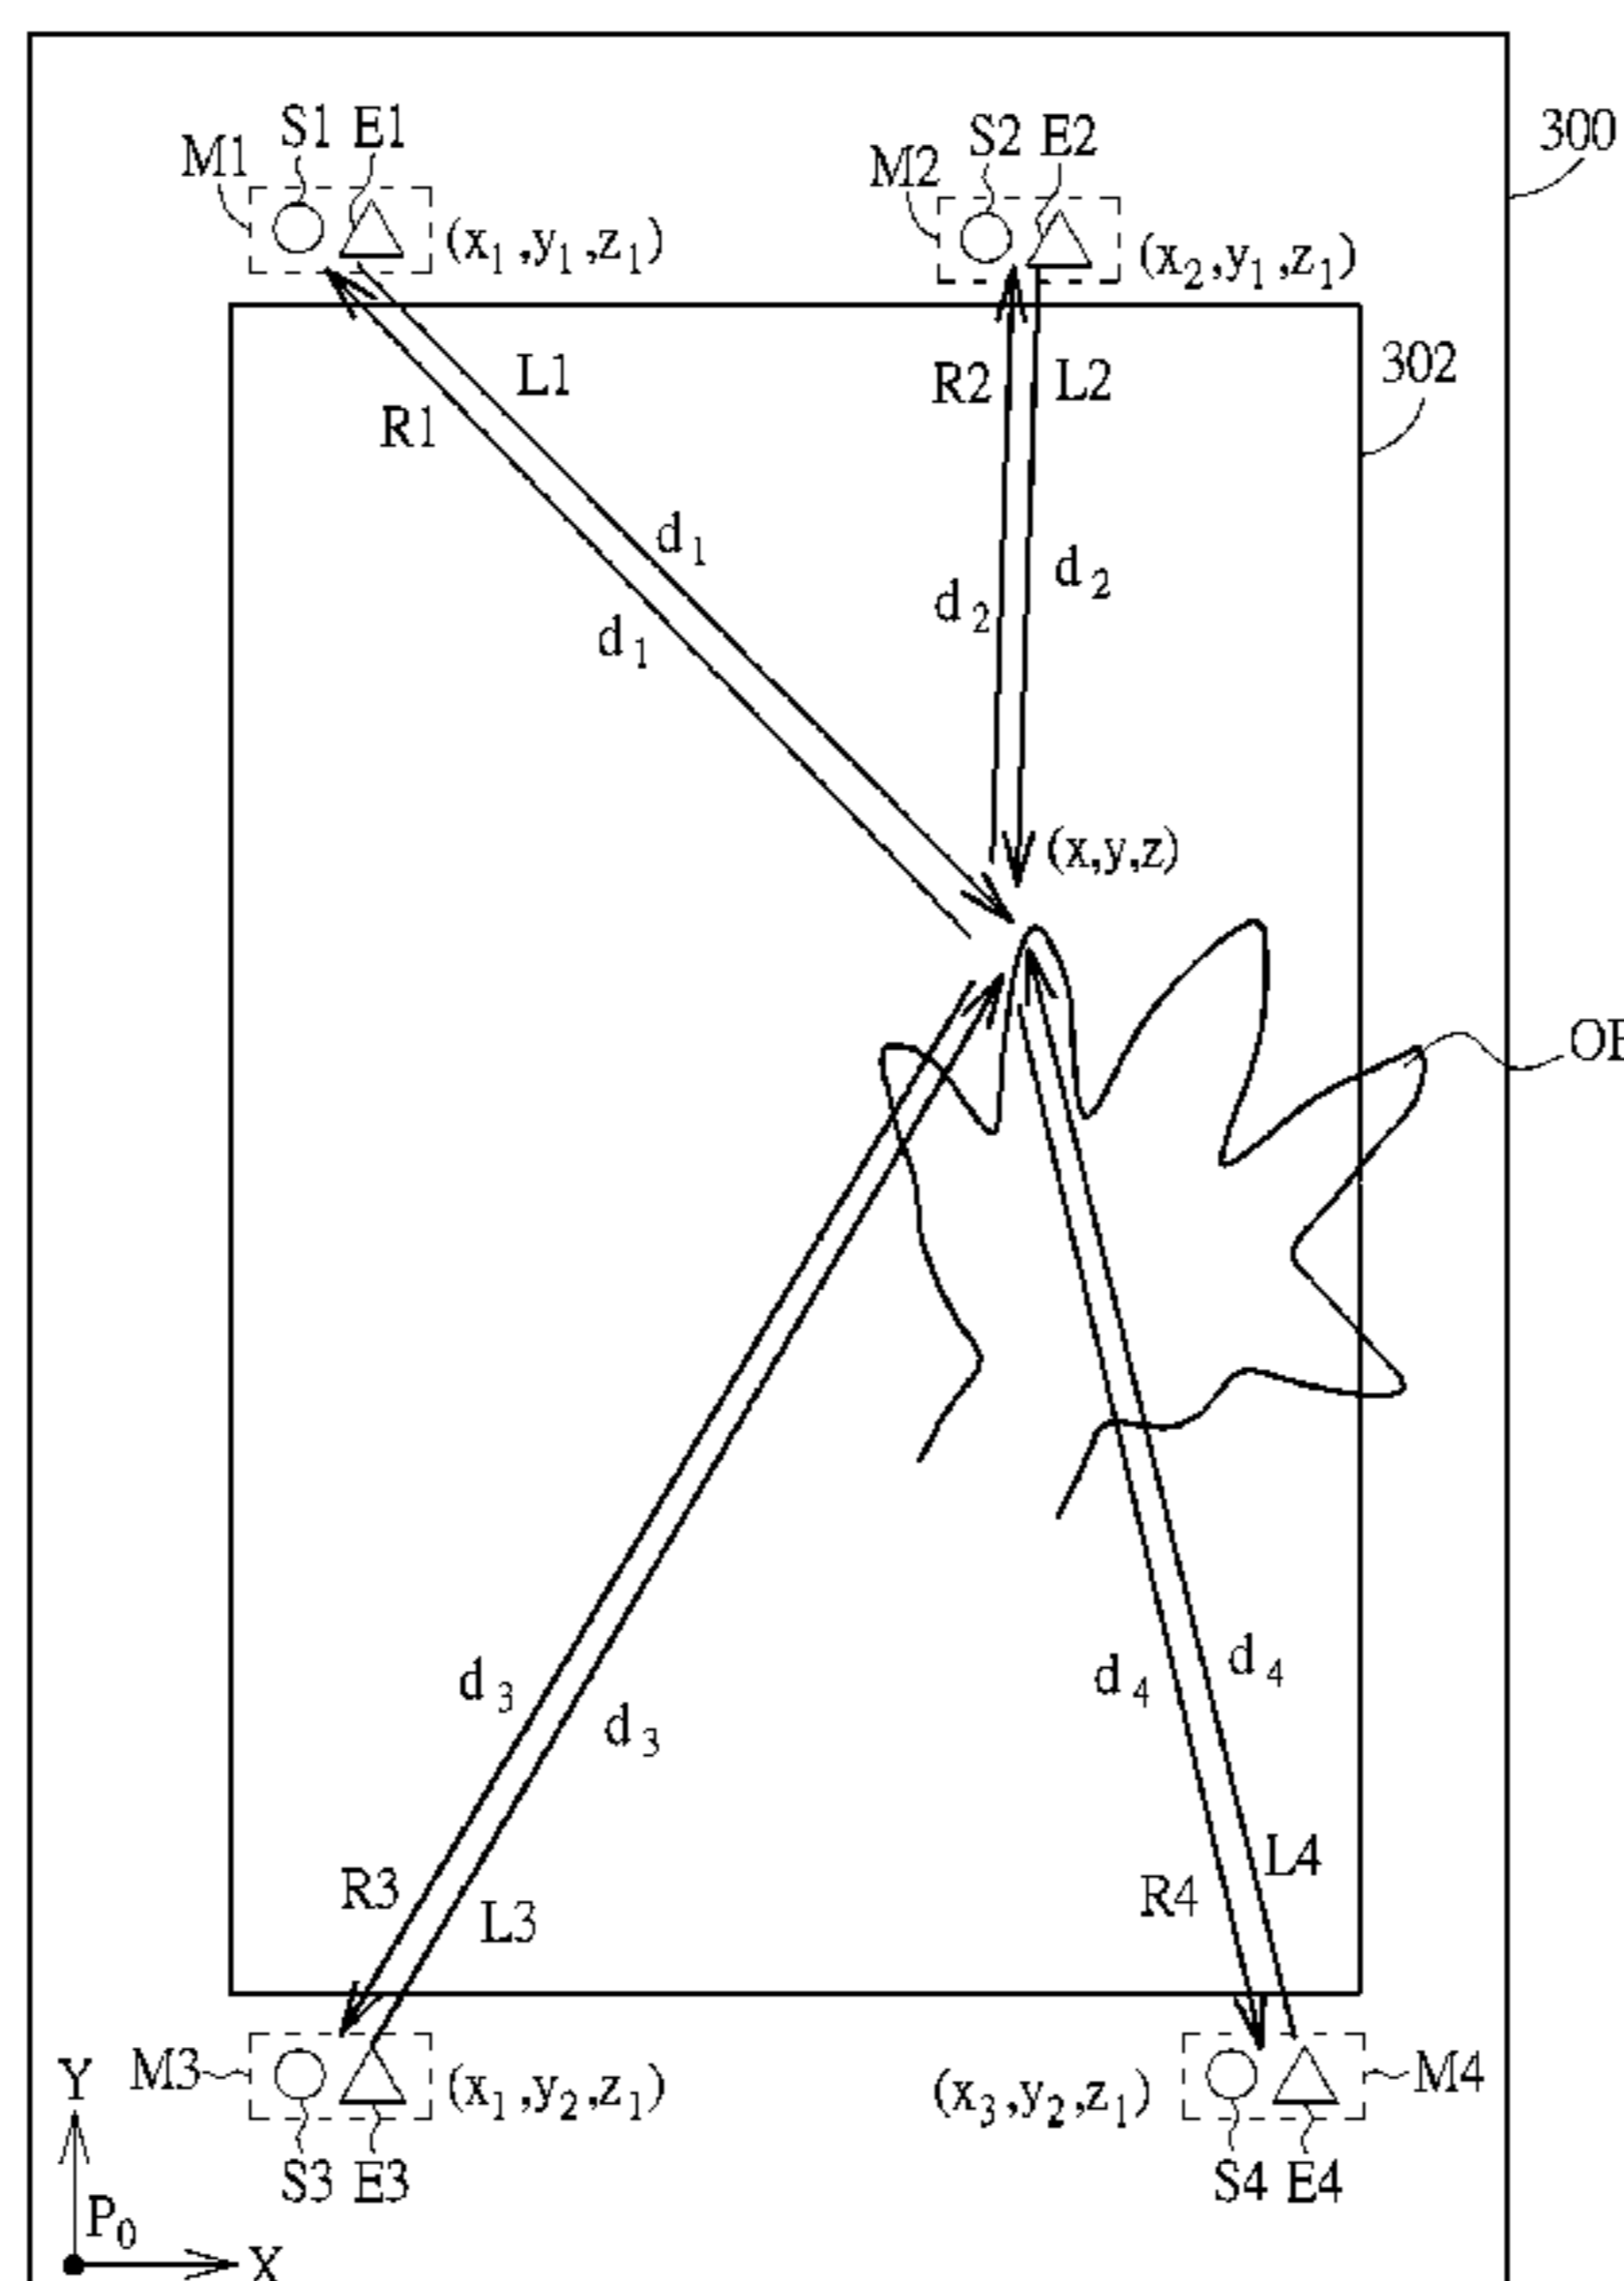 S1 E1
M1
(x₁,y₁,z₁)
S2 E2
M2
(x₂,y₁,z₁)
300
302
L1
R1
R2
L2
d₁
d₁
d₂
d₂
(x,y,z)
d₃
d₃
d₄
d₄
R3
L3
R4
L4
M3
(x₁,y₂,z₁)
(x₃,y₂,z₁)
M4
S3 E3
S4 E4
Y
P₀
X